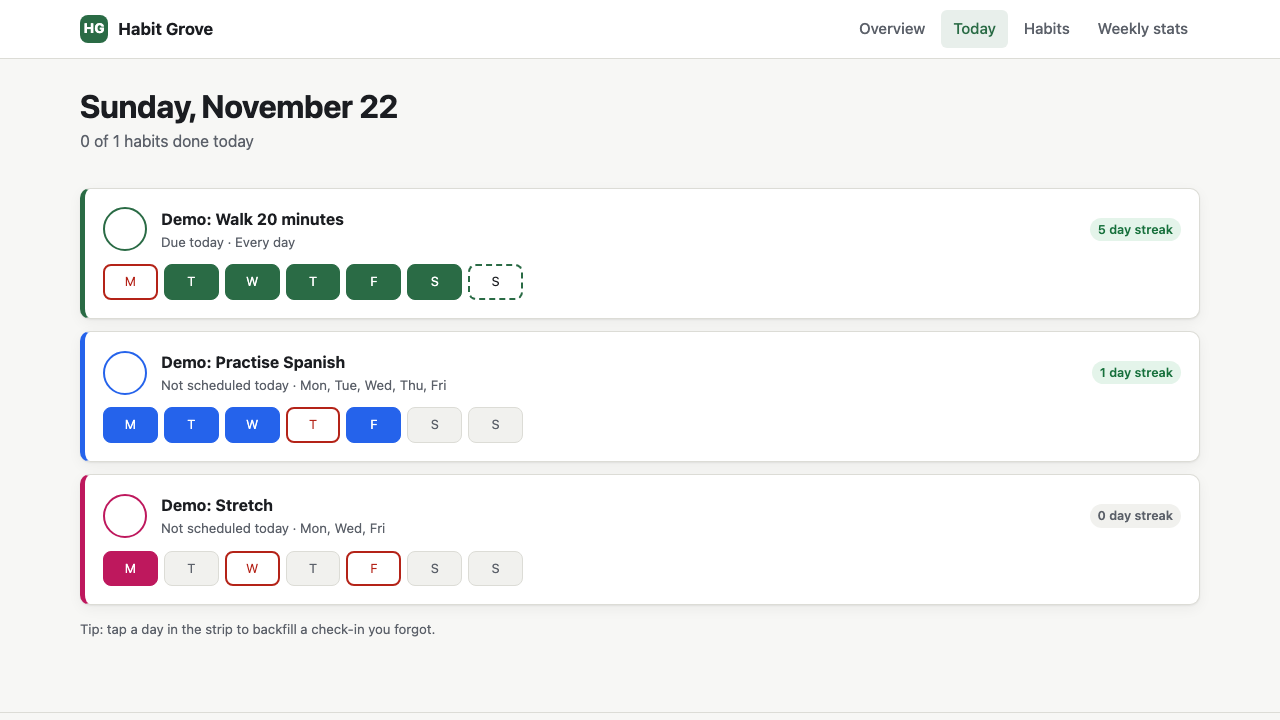 HG Habit Grove Overview Today Habits Weekly stats
Sunday, November 22
0 of 1 habits done today
Demo: Walk 20 minutes
Due today · Every day
5 day streak
M T W T F S S
Demo: Practise Spanish
Not scheduled today · Mon, Tue, Wed, Thu, Fri
1 day streak
M T W T F S S
Demo: Stretch
Not scheduled today · Mon, Wed, Fri
0 day streak
M T W T F S S
Tip: tap a day in the strip to backfill a check-in you forgot.